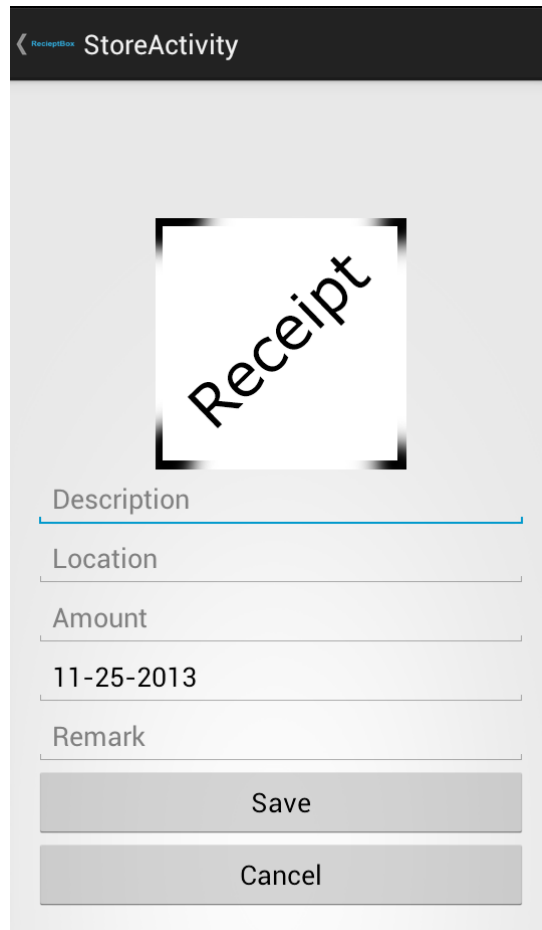 RecieptBox StoreActivity
Receipt
Description
Location
Amount
11-25-2013
Remark
Save
Cancel